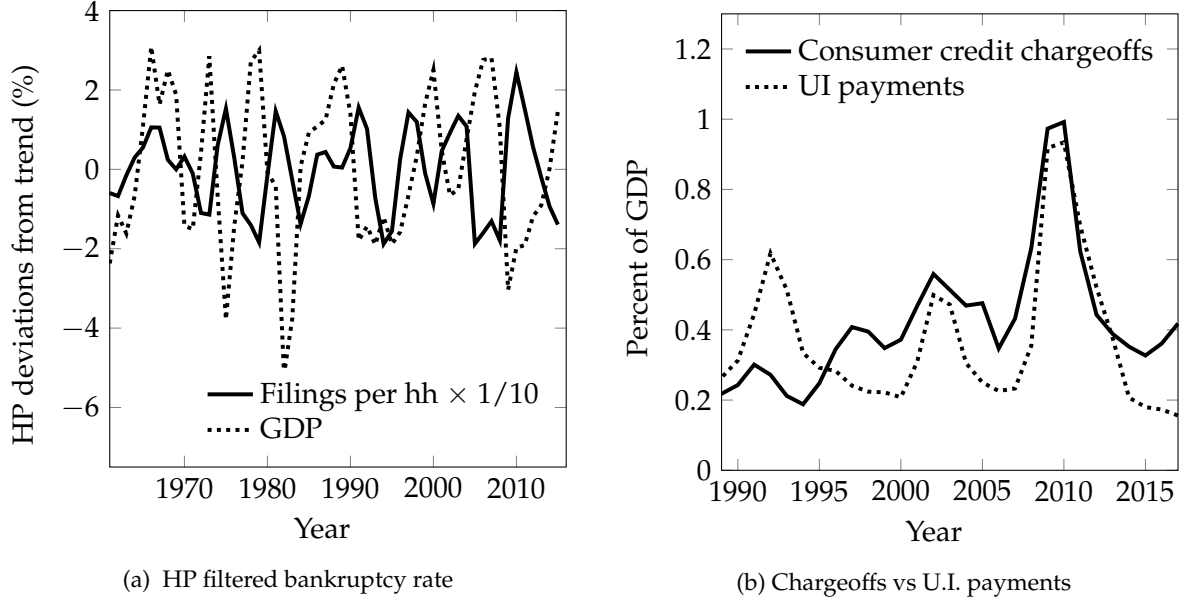 4
2
0
−2
−4
−6
HP deviations from trend (%)
Filings per hh × 1/10
GDP
1970 1980 1990 2000 2010
Year
(a) HP filtered bankruptcy rate
1.2
1
0.8
0.6
0.4
0.2
0
Percent of GDP
Consumer credit chargeoffs
UI payments
1990 1995 2000 2005 2010 2015
Year
(b) Chargeoffs vs U.I. payments